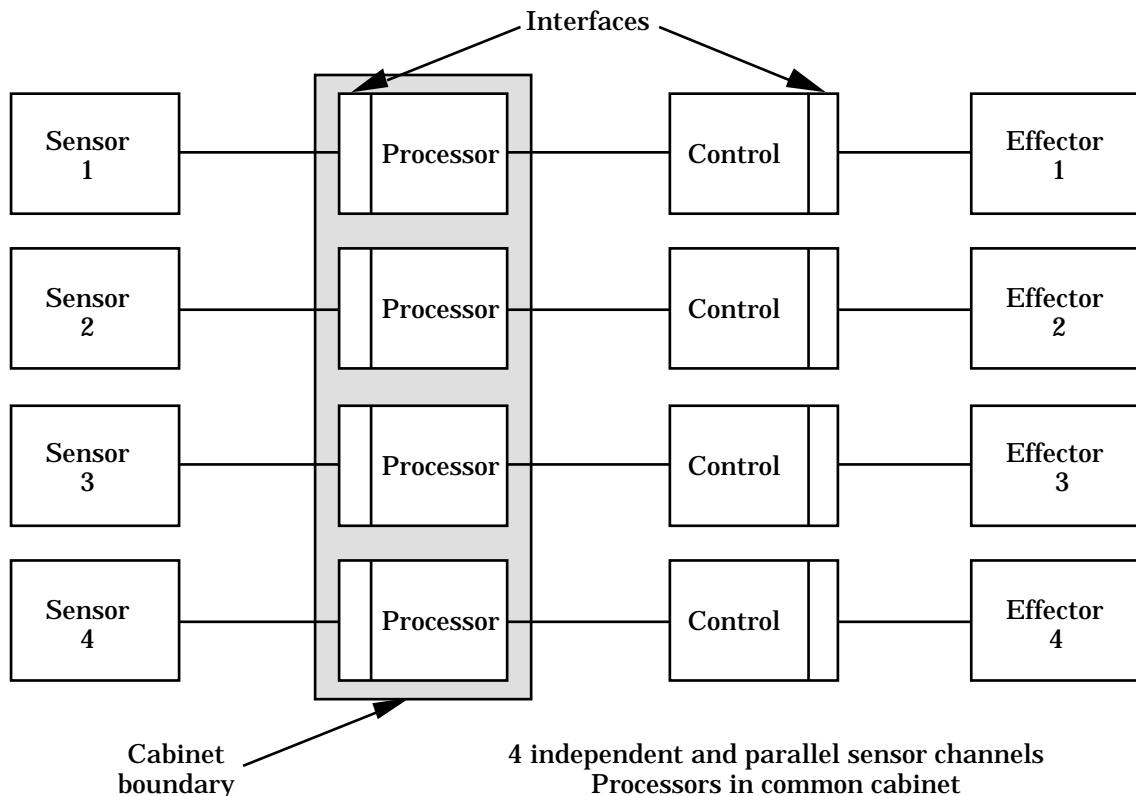 Interfaces
Sensor
1
Processor
Control
Effector
1
Sensor
2
Processor
Control
Effector
2
Sensor
3
Processor
Control
Effector
3
Sensor
4
Processor
Control
Effector
4
Cabinet
boundary
4 independent and parallel sensor channels
Processors in common cabinet